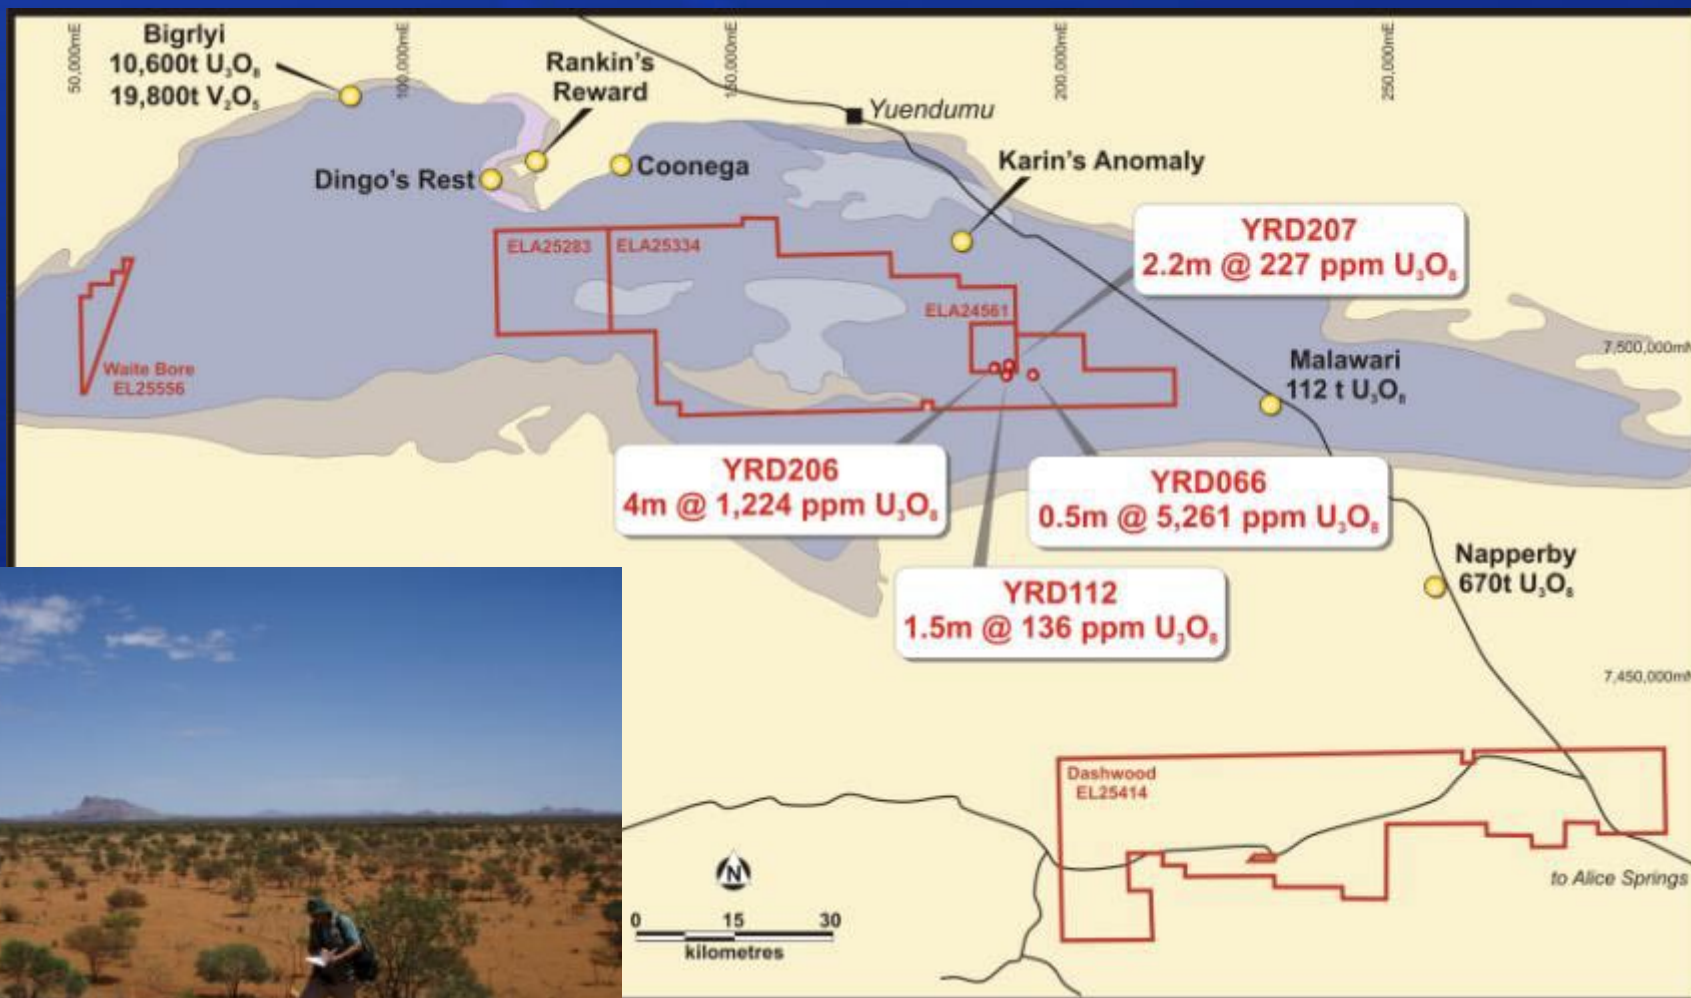 50,000mE
100,000mE
150,000mE
200,000mE
250,000mE
Bigrlyi
10,600t U₃O₈
19,800t V₂O₅
Rankin's
Reward
Yuendumu
Dingo's Rest
Coonega
Karin's Anomaly
YRD207
2.2m @ 227 ppm U₃O₈
ELA25283
ELA25334
ELA24561
Waite Bore
EL25556
7,500,000mN
Malawari
112 t U₃O₈
YRD206
4m @ 1,224 ppm U₃O₈
YRD066
0.5m @ 5,261 ppm U₃O₈
YRD112
1.5m @ 136 ppm U₃O₈
Napperby
670t U₃O₈
7,450,000mN
Dashwood
EL25414
to Alice Springs
N
0 15 30
kilometres